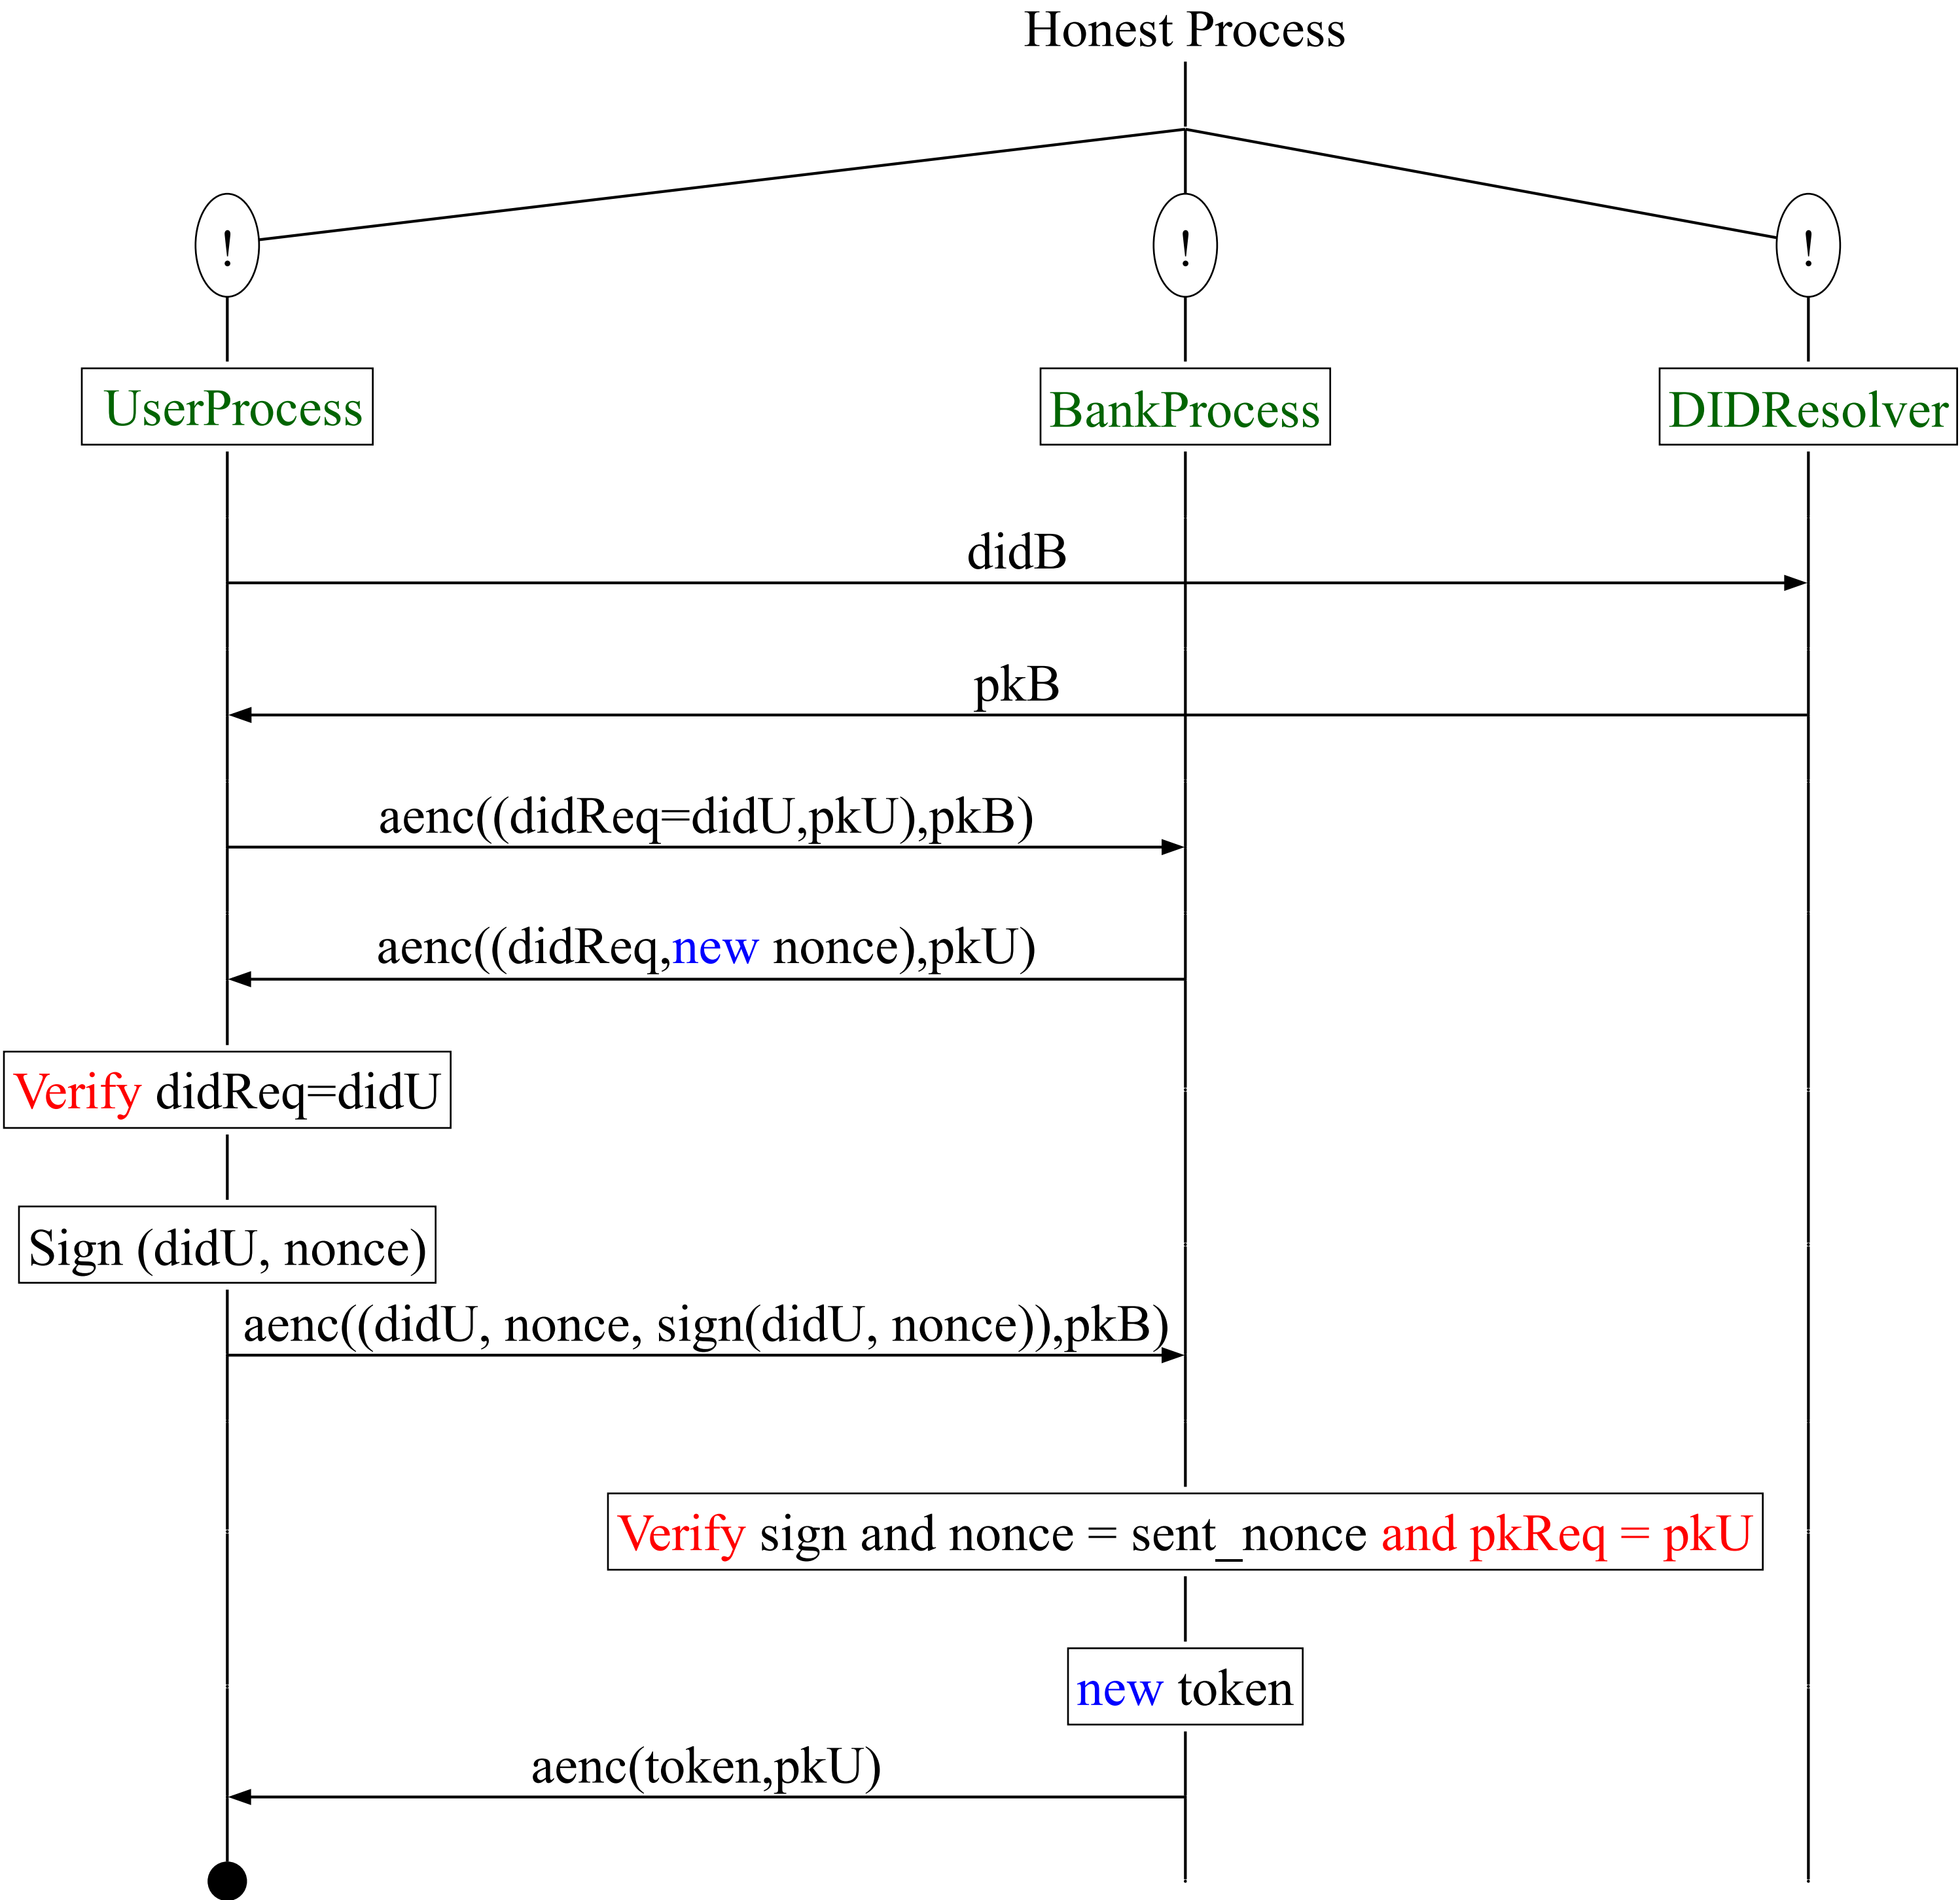 Honest Process
!
!
!
UserProcess
BankProcess
DIDResolver
didB
pkB
aenc((didReq=didU,pkU),pkB)
aenc((didReq,new nonce),pkU)
Verify didReq=didU
Sign (didU, nonce)
aenc((didU, nonce, sign(didU, nonce)),pkB)
Verify sign and nonce = sent_nonce and pkReq = pkU
new token
aenc(token,pkU)